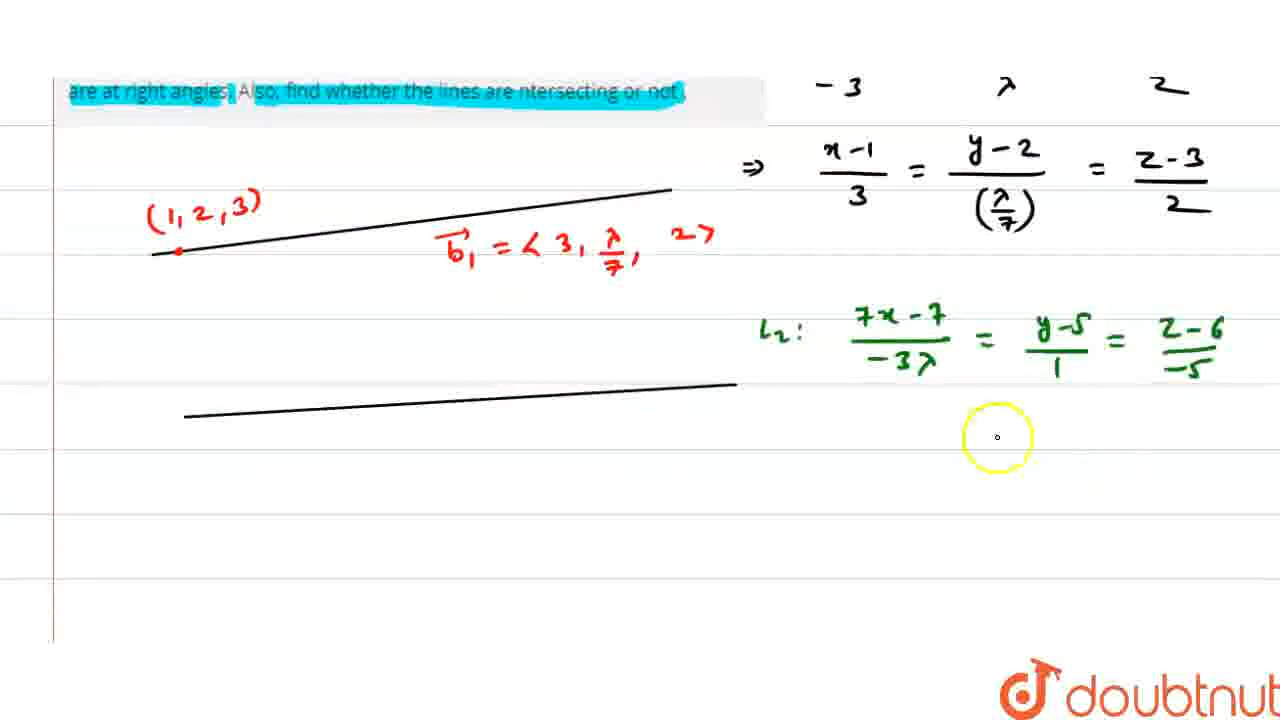 are at right angles. Also, find whether the lines are ntersecting or not.
-3 λ 2
⇒ x-1/3 = y-2/(λ/7) = z-3/2
(1, 2, 3)
b₁ = < 3, λ/7, 2>
L₂: 7x-7/-3λ = y-5/1 = z-6/-5
doubtnut